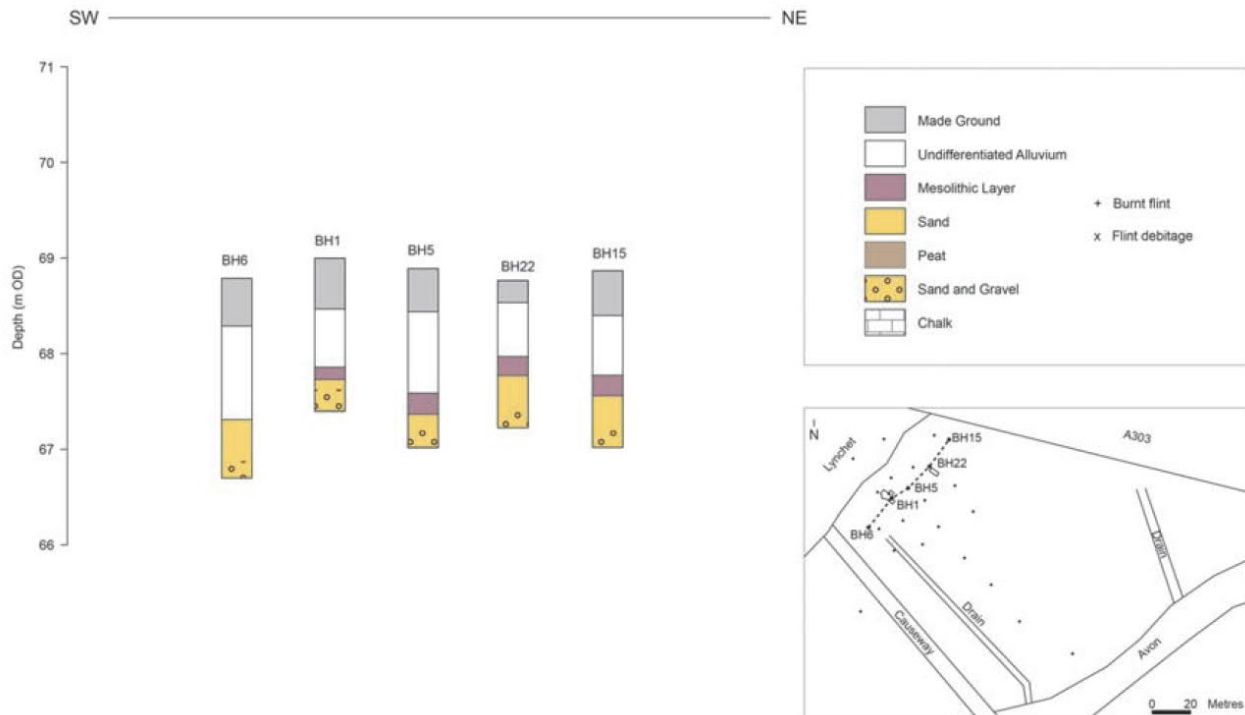 SW
NE
71
70
69
68
67
66
Depth (m OD)
BH6
BH1
BH5
BH22
BH15
Made Ground
Undifferentiated Alluvium
Mesolithic Layer
Sand
Peat
Sand and Gravel
Chalk
+ Burnt flint
x Flint debitage
N
Lynchet
A303
BH15
BH22
BH5
BH1
BH6
Drain
Drain
Causeway
Avon
0 20 Metres